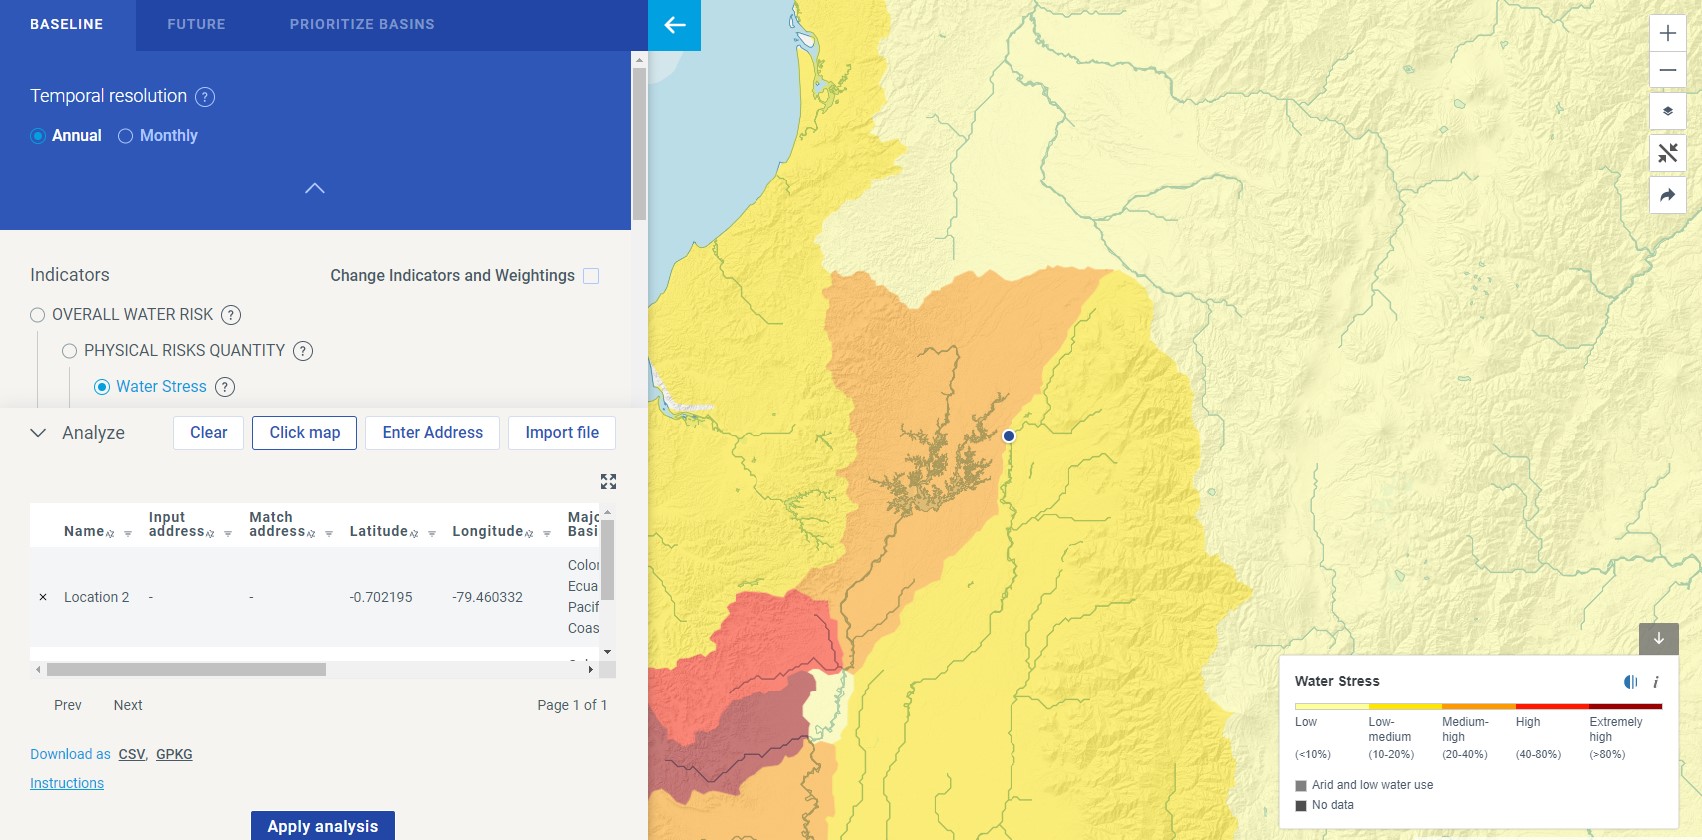 BASELINE FUTURE PRIORITIZE BASINS
Temporal resolution ?
Annual Monthly
Indicators Change Indicators and Weightings
OVERALL WATER RISK ?
PHYSICAL RISKS QUANTITY ?
Water Stress ?
Analyze Clear Click map Enter Address Import file
Name Input address Match address Latitude Longitude Majo Basi
Location 2 - - -0.702195 -79.460332 Color
Ecua
Pacif
Coas
Prev Next Page 1 of 1
Download as CSV, GPKG
Instructions
Apply analysis
Water Stress i
Low Low-medium Medium-high High Extremely high
(<10%) (10-20%) (20-40%) (40-80%) (>80%)
Arid and low water use
No data